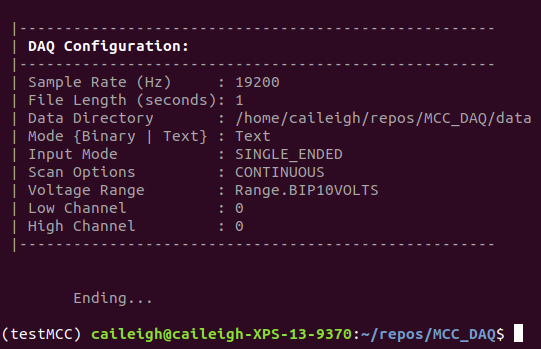 |-----------------------------------------------------
| DAQ Configuration:
|-----------------------------------------------------
| Sample Rate (Hz)     : 19200
| File Length (seconds): 1
| Data Directory       : /home/caileigh/repos/MCC_DAQ/data
| Mode {Binary | Text} : Text
| Input Mode           : SINGLE_ENDED
| Scan Options         : CONTINUOUS
| Voltage Range        : Range.BIP10VOLTS
| Low Channel          : 0
| High Channel         : 0
|-----------------------------------------------------
Ending...
(testMCC) caileigh@caileigh-XPS-13-9370:~/repos/MCC_DAQ$